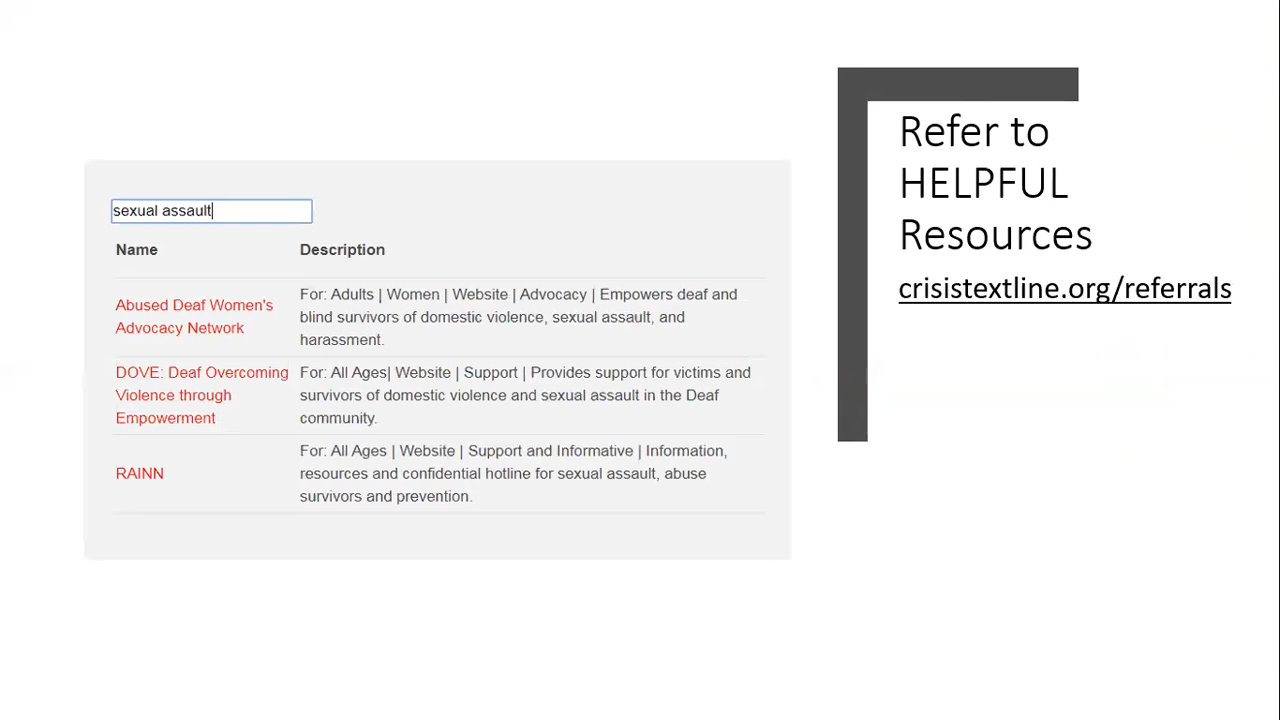 sexual assault
Name Description
Abused Deaf Women's
Advocacy Network
For: Adults | Women | Website | Advocacy | Empowers deaf and
blind survivors of domestic violence, sexual assault, and
harassment.
DOVE: Deaf Overcoming
Violence through
Empowerment
For: All Ages| Website | Support | Provides support for victims and
survivors of domestic violence and sexual assault in the Deaf
community.
RAINN
For: All Ages | Website | Support and Informative | Information,
resources and confidential hotline for sexual assault, abuse
survivors and prevention.
Refer to
HELPFUL
Resources
crisistextline.org/referrals